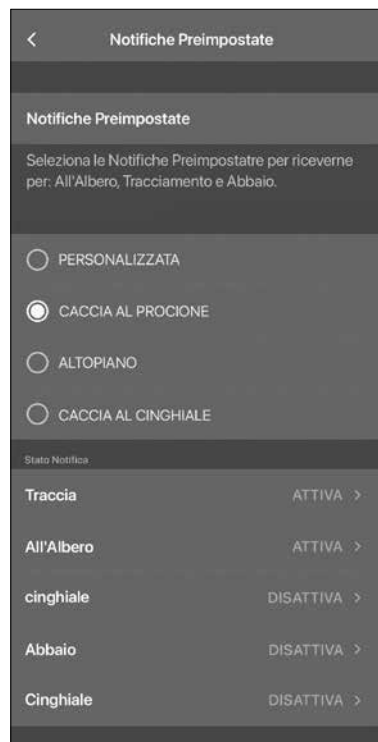 Notifiche Preimpostate
Notifiche Preimpostate
Seleziona le Notifiche Preimpostatre per riceverne
per: All'Albero, Tracciamento e Abbaio.
PERSONALIZZATA
CACCIA AL PROCIONE
ALTOPIANO
CACCIA AL CINGHIALE
Stato Notifica
Traccia ATTIVA >
All'Albero ATTIVA >
cinghiale DISATTIVA >
Abbaio DISATTIVA >
Cinghiale DISATTIVA >